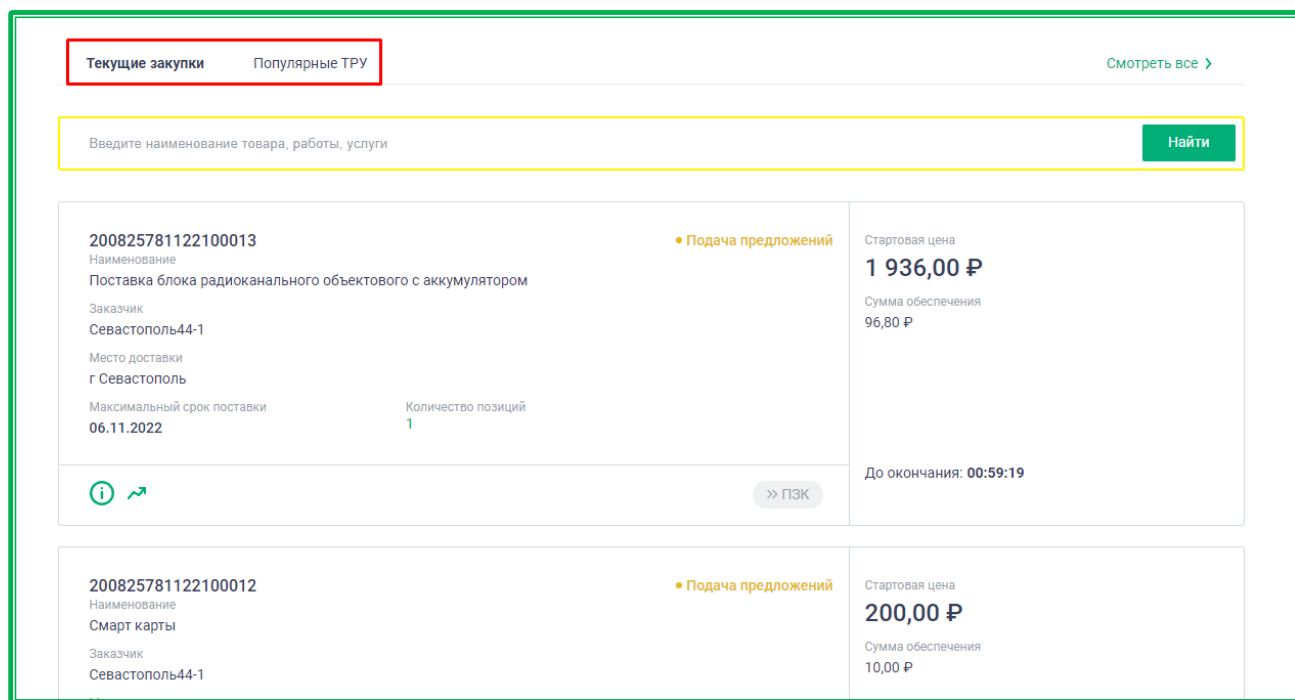 Текущие закупки Популярные ТРУ Смотреть все
Введите наименование товара, работы, услуги Найти
200825781122100013 Подача предложений
Наименование
Поставка блока радиоканального объектового с аккумулятором
Заказчик
Севастополь44-1
Место доставки
г Севастополь
Максимальный срок поставки Количество позиций
06.11.2022 1
ПЗК
Стартовая цена
1 936,00 ₽
Сумма обеспечения
96,80 ₽
До окончания: 00:59:19
200825781122100012 Подача предложений
Наименование
Смарт карты
Заказчик
Севастополь44-1
Стартовая цена
200,00 ₽
Сумма обеспечения
10,00 ₽